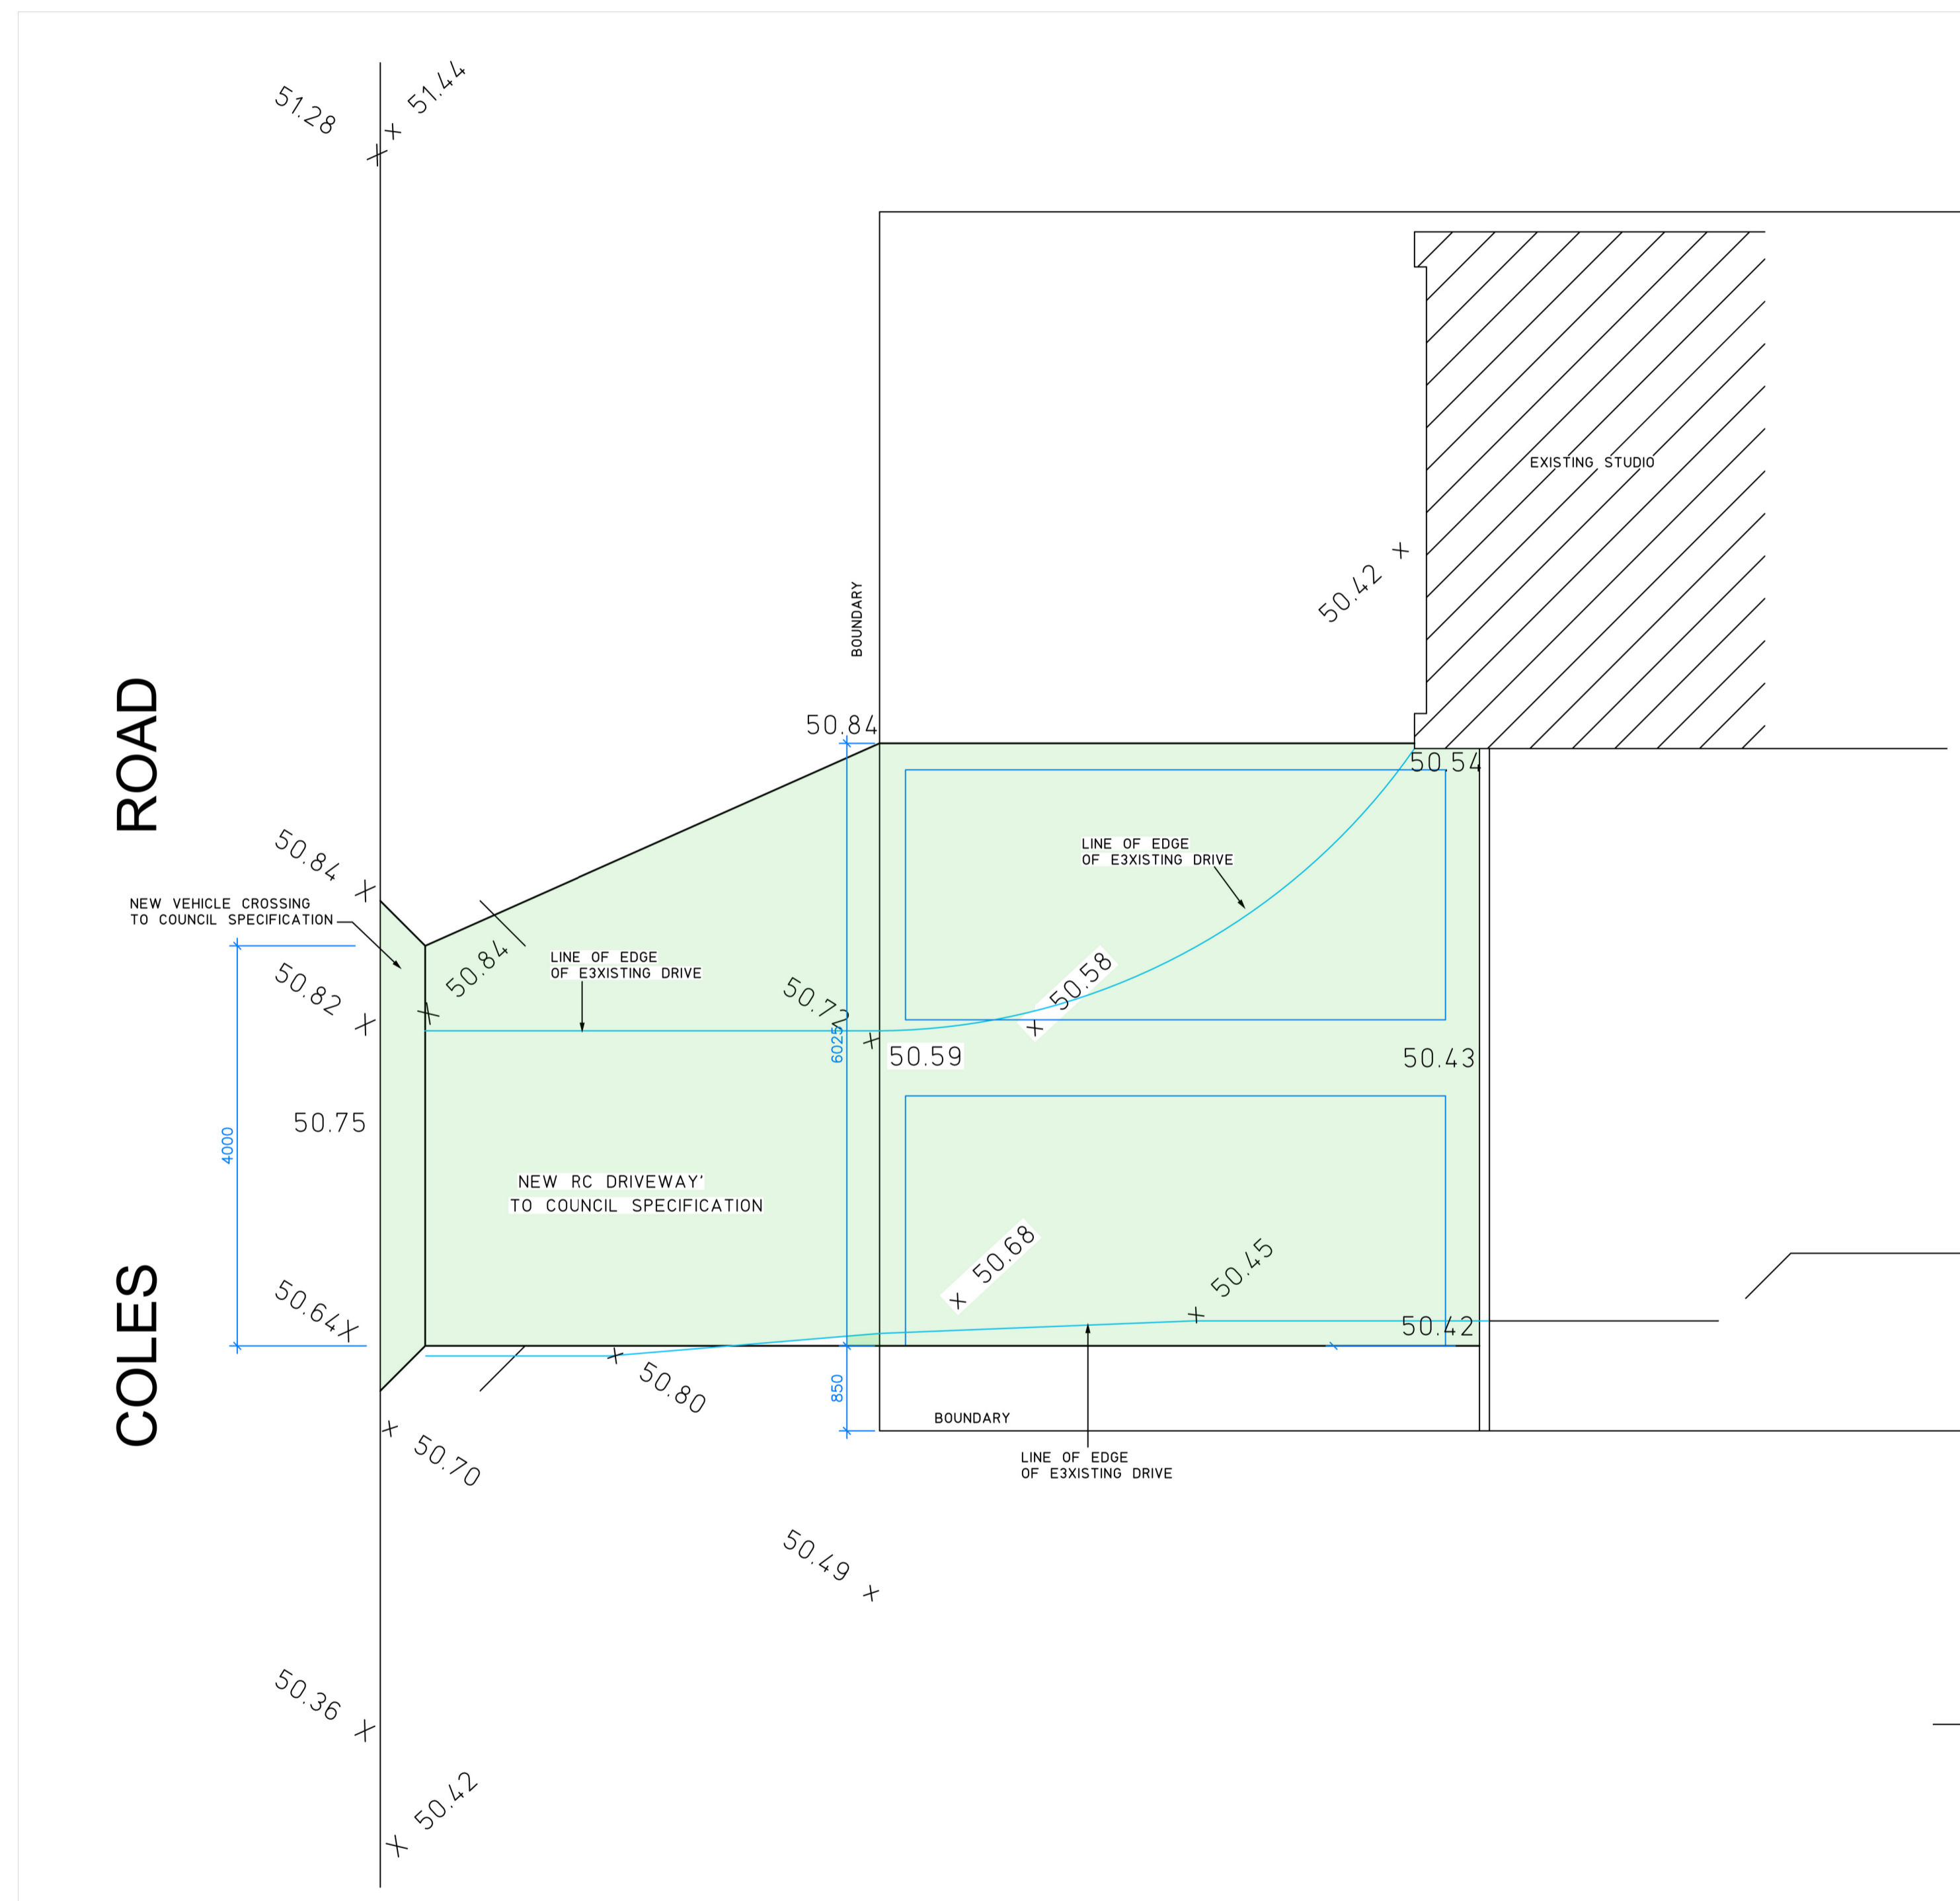 51.28
51.44
EXISTING STUDIO
50.42
BOUNDARY
ROAD
50.84
50.54
50.84
LINE OF EDGE
OF E3XISTING DRIVE
NEW VEHICLE CROSSING
TO COUNCIL SPECIFICATION
50.84
LINE OF EDGE
OF E3XISTING DRIVE
50.82
50.72
50.58
6025
50.59
50.43
50.75
4000
NEW RC DRIVEWAY'
TO COUNCIL SPECIFICATION
50.68
50.45
50.64
50.42
COLES
50.80
850
BOUNDARY
50.70
LINE OF EDGE
OF E3XISTING DRIVE
50.49
50.36
50.42